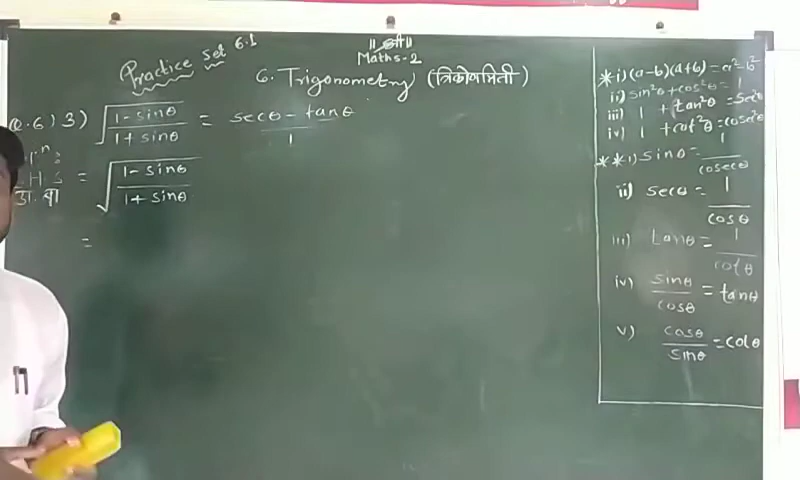 Practice Set 6.1
॥ श्री ॥
Maths-2
6. Trigonometry (त्रिकोणमिती)
Q.6) 3) √(1 - sinθ / 1 + sinθ) = secθ - tanθ / 1
LHS = √(1 - sinθ / 1 + sinθ)
डा. बा
=
* i) (a-b)(a+b) = a²-b²
ii) sin²θ + cos²θ = 1
iii) 1 + tan²θ = sec²θ
iv) 1 + cot²θ = cosec²θ
** i) sinθ = 1 / cosecθ
ii) secθ = 1 / cosθ
iii) tanθ = 1 / cotθ
iv) sinθ / cosθ = tanθ
v) cosθ / sinθ = cotθ